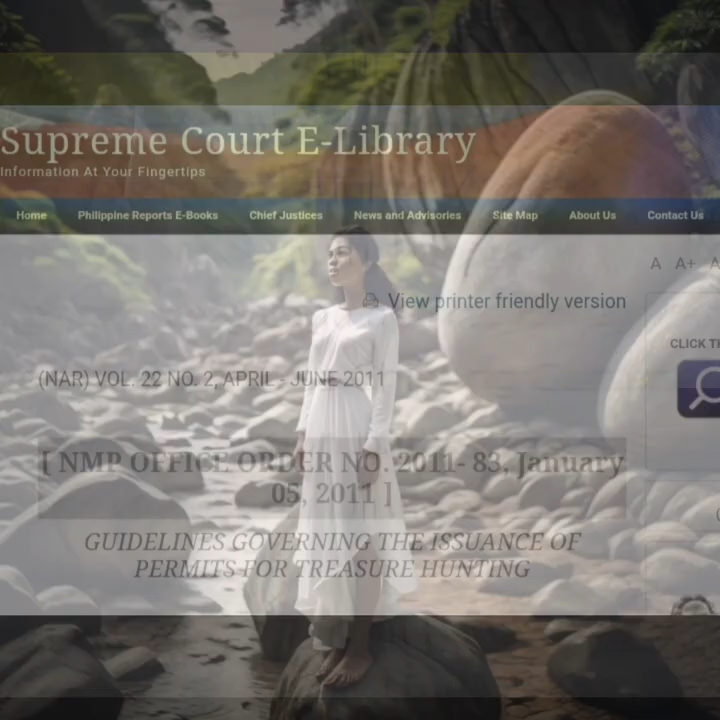 Supreme Court E-Library
Information At Your Fingertips
Home Philippine Reports E-Books Chief Justices News and Advisories Site Map About Us Contact Us
A A+ A
View printer friendly version
CLICK TH
(NAR) VOL. 22 NO. 2, APRIL - JUNE 2011
[ NMP OFFICE ORDER NO. 2011- 83, January
05, 2011 ]
GUIDELINES GOVERNING THE ISSUANCE OF
PERMITS FOR TREASURE HUNTING